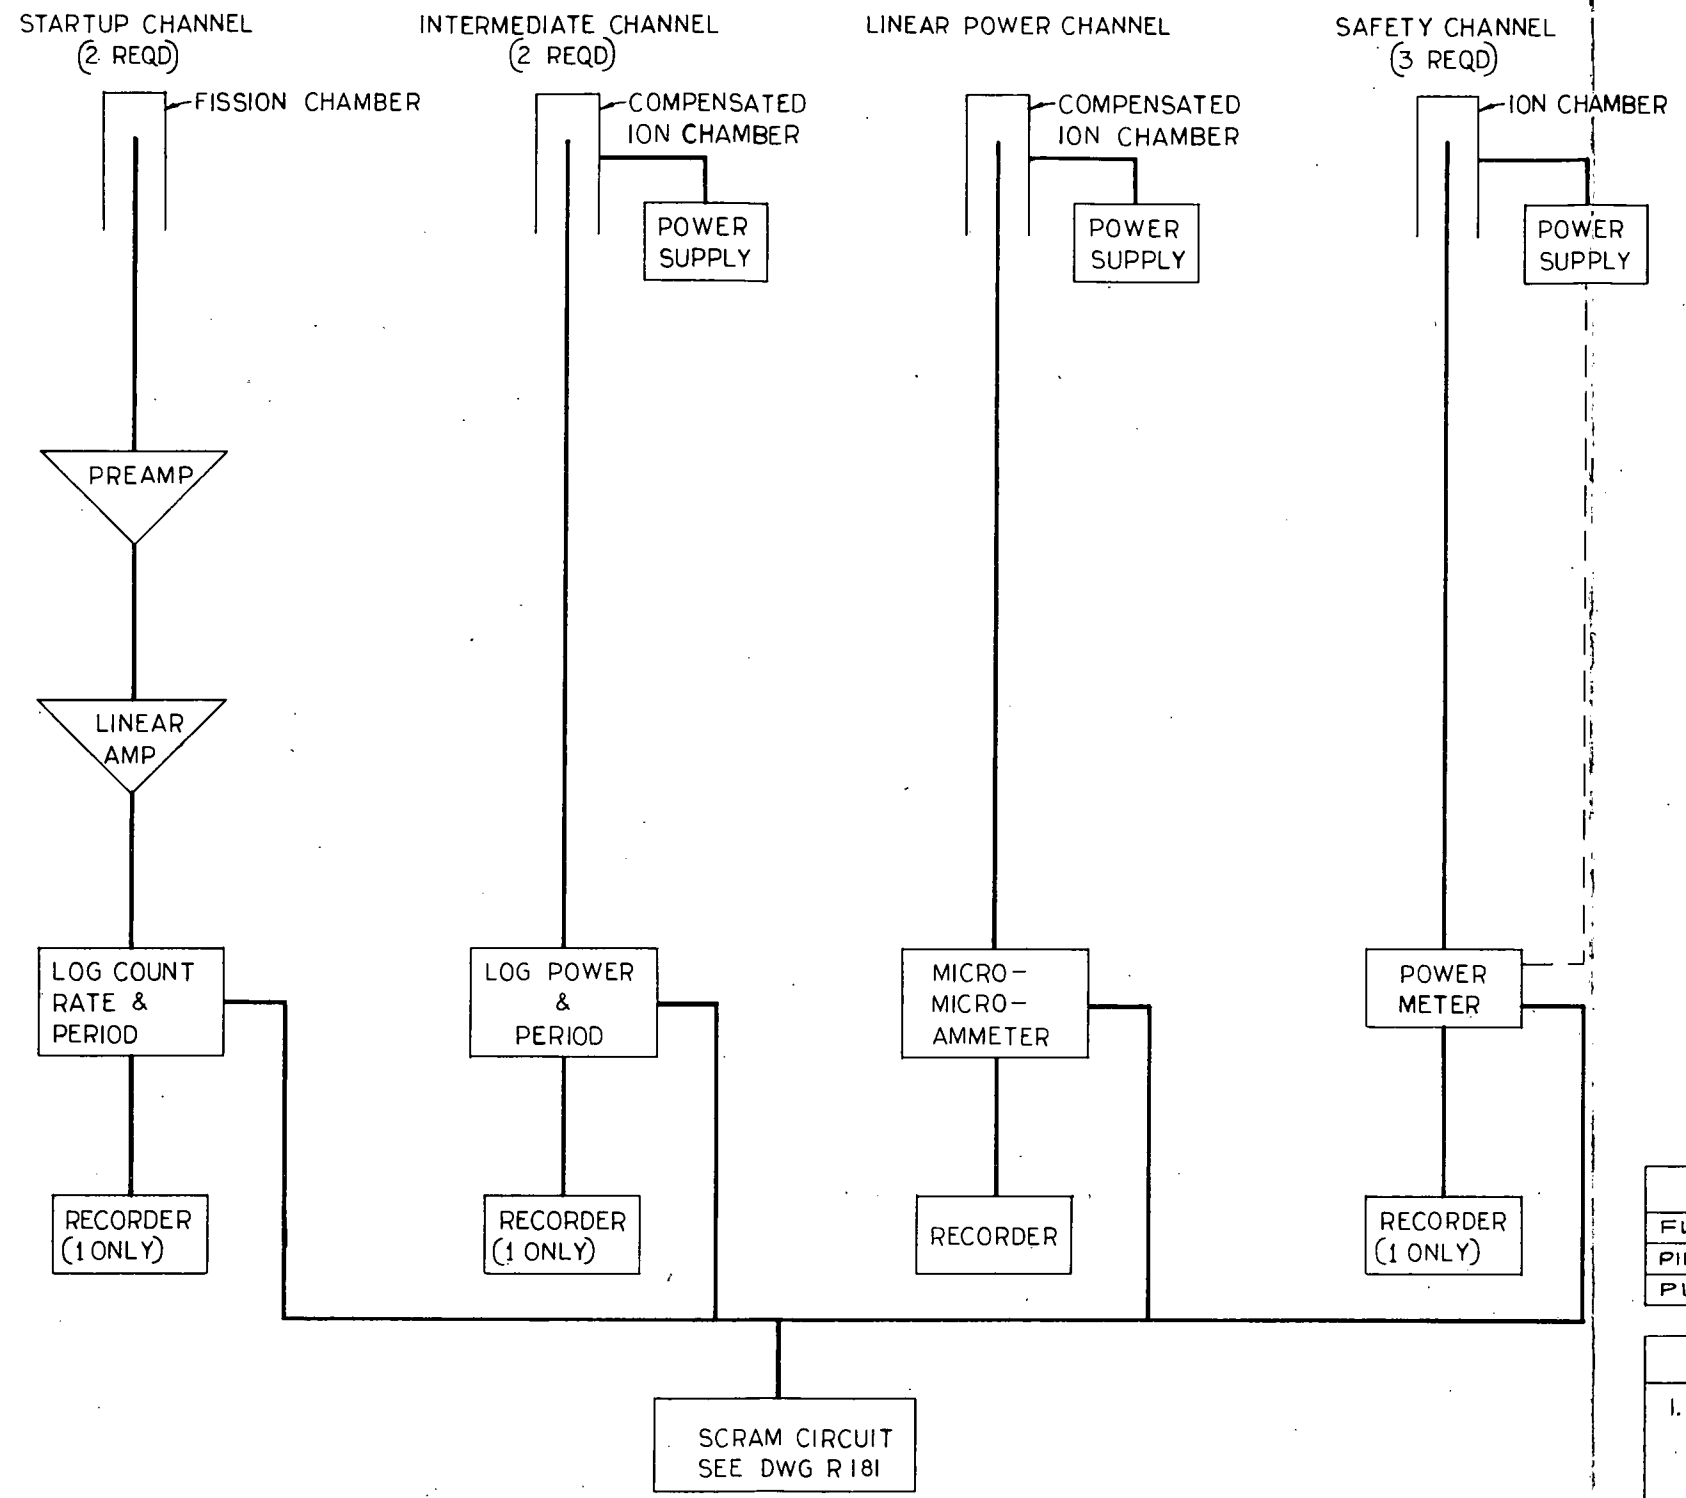 STARTUP CHANNEL
(2 REQD)
FISSION CHAMBER
PREAMP
LINEAR
AMP
LOG COUNT
RATE &
PERIOD
RECORDER
(1 ONLY)
INTERMEDIATE CHANNEL
(2 REQD)
COMPENSATED
ION CHAMBER
POWER
SUPPLY
LOG POWER
&
PERIOD
RECORDER
(1 ONLY)
LINEAR POWER CHANNEL
COMPENSATED
ION CHAMBER
POWER
SUPPLY
MICRO-
MICRO-
AMMETER
RECORDER
SAFETY CHANNEL
(3 REQD)
ION CHAMBER
POWER
SUPPLY
POWER
METER
RECORDER
(1 ONLY)
SCRAM CIRCUIT
SEE DWG R 181
1.